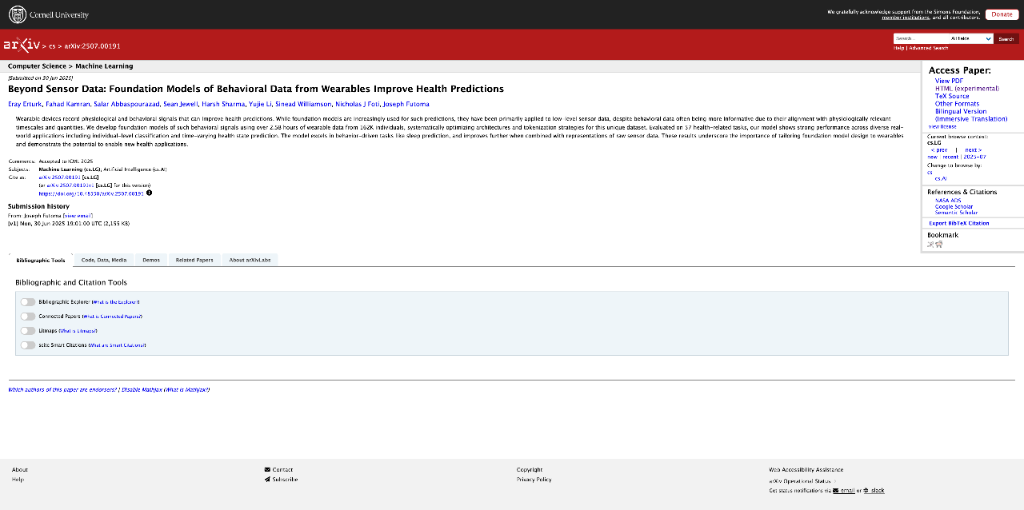 Cornell University
We gratefully acknowledge support from the Simons Foundation, member institutions, and all contributors.
Donate
arXiv > cs > arXiv:2507.00191
Search...
All fields
Search
Help | Advanced Search
Computer Science > Machine Learning
[Submitted on 30 Jun 2025]
Beyond Sensor Data: Foundation Models of Behavioral Data from Wearables Improve Health Predictions
Eray Erturk, Fahad Kamran, Salar Abbaspourazad, Sean Jewell, Harsh Sharma, Yujie Li, Sinead Williamson, Nicholas J Foti, Joseph Futoma
Wearable devices record physiological and behavioral signals that can improve health predictions. While foundation models are increasingly used for such predictions, they have been primarily applied to low-level sensor data, despite behavioral data often being more informative due to their alignment with physiologically relevant
timescales and quantities. We develop foundation models of such behavioral signals using over 2.5B hours of wearable data from 162K individuals, systematically optimizing architectures and tokenization strategies for this unique dataset. Evaluated on 57 health-related tasks, our model shows strong performance across diverse real-
world applications including individual-level classification and time-varying health state prediction. The model excels in behavior-driven tasks like sleep prediction, and improves further when combined with representations of raw sensor data. These results underscore the importance of tailoring foundation model design to wearables
and demonstrate the potential to enable new health applications.
Comments: Accepted to ICML 2025
Subjects: Machine Learning (cs.LG); Artificial Intelligence (cs.AI)
Cite as: arXiv:2507.00191 [cs.LG]
(or arXiv:2507.00191v1 [cs.LG] for this version)
https://doi.org/10.48550/arXiv.2507.00191
Submission history
From: Joseph Futoma [view email]
[v1] Mon, 30 Jun 2025 19:01:00 UTC (2,155 KB)
Access Paper:
View PDF
HTML (experimental)
TeX Source
Other Formats
Bilingual Version
(Immersive Translation)
view license
Current browse context:
cs.LG
< prev | next >
new | recent | 2025-07
Change to browse by:
cs
cs.AI
References & Citations
NASA ADS
Google Scholar
Semantic Scholar
Export BibTeX Citation
Bookmark
Bibliographic Tools
Code, Data, Media
Demos
Related Papers
About arXivLabs
Bibliographic and Citation Tools
Bibliographic Explorer (What is the Explorer?)
Connected Papers (What is Connected Papers?)
Litmaps (What is Litmaps?)
scite Smart Citations (What are Smart Citations?)
Which authors of this paper are endorsers? | Disable MathJax (What is MathJax?)
About
Help
Contact
Subscribe
Copyright
Privacy Policy
Web Accessibility Assistance
arXiv Operational Status
Get status notifications via email or slack